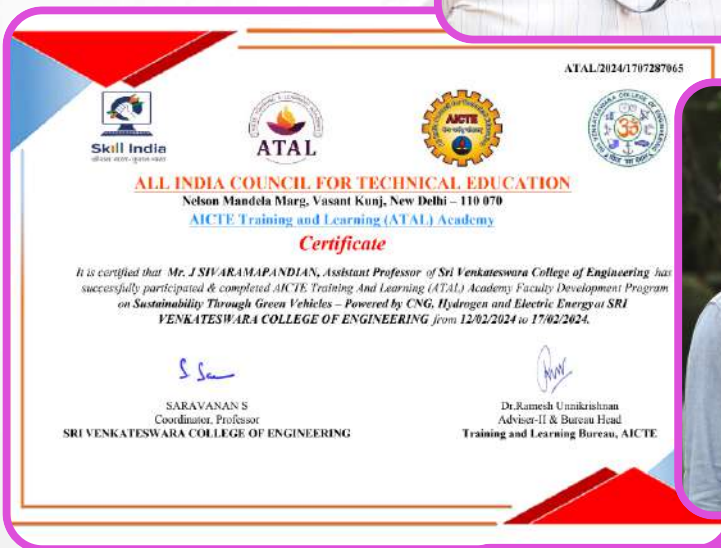 ATAL/2024/1707287065
Skill India
कौशल भारत-कुशल भारत
ATAL
AICTE
ALL INDIA COUNCIL FOR TECHNICAL EDUCATION
Nelson Mandela Marg, Vasant Kunj, New Delhi – 110 070
AICTE Training and Learning (ATAL) Academy
Certificate
It is certified that Mr. J SIVARAMAPANDIAN, Assistant Professor of Sri Venkateswara College of Engineering has
successfully participated & completed AICTE Training And Learning (ATAL) Academy Faculty Development Program
on Sustainability Through Green Vehicles – Powered by CNG, Hydrogen and Electric Energy at SRI
VENKATESWARA COLLEGE OF ENGINEERING from 12/02/2024 to 17/02/2024.
SARAVANAN S
Coordinator, Professor
SRI VENKATESWARA COLLEGE OF ENGINEERING
Dr.Ramesh Unnikrishnan
Adviser-II & Bureau Head
Training and Learning Bureau, AICTE